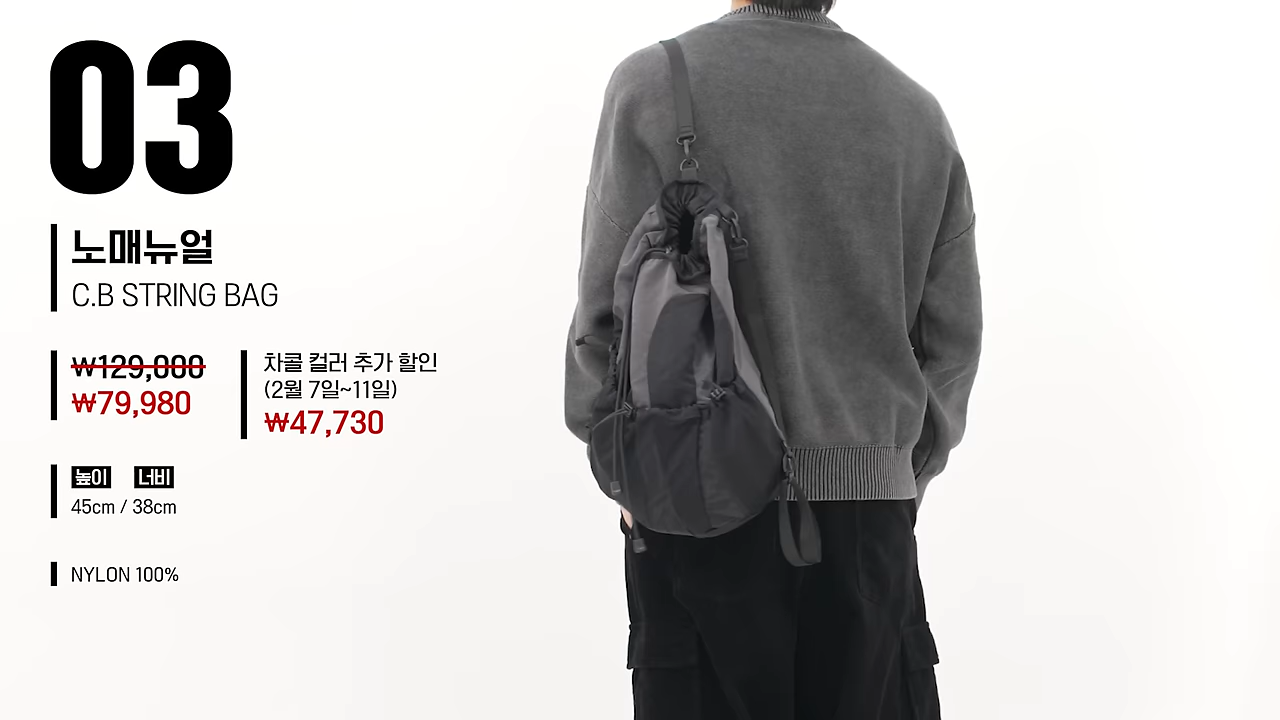 03
노매뉴얼
C.B STRING BAG
₩129,000
₩79,980
차콜 컬러 추가 할인
(2월 7일~11일)
₩47,730
높이 너비
45cm / 38cm
NYLON 100%